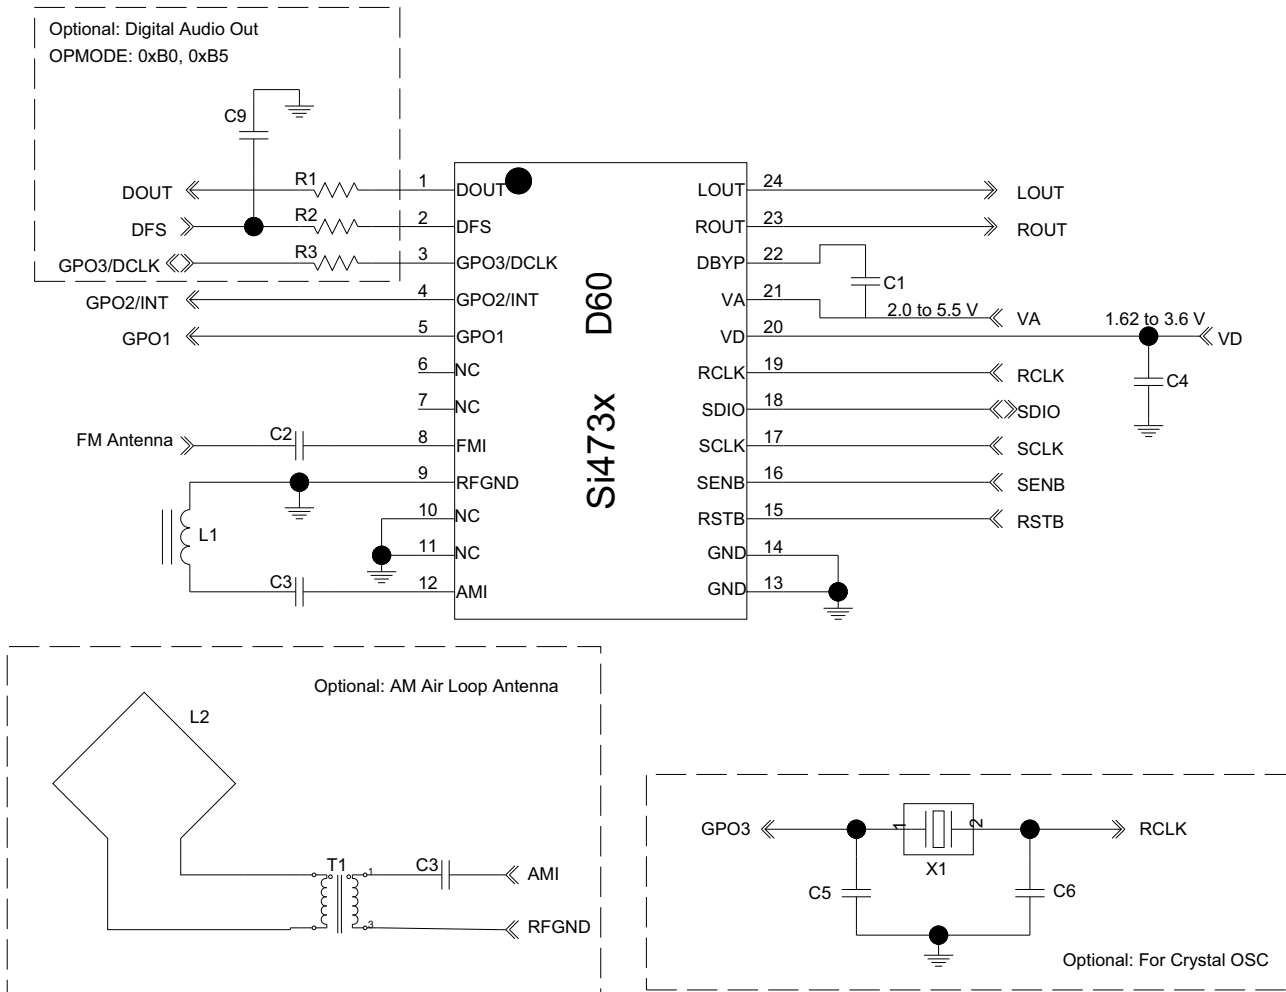 Optional: Digital Audio Out
OPMODE: 0xB0, 0xB5
C9
DOUT
R1
1
DOUT
DFS
R2
2
DFS
GPO3/DCLK
R3
3
GPO3/DCLK
GPO2/INT
4
GPO2/INT
GPO1
5
GPO1
6
NC
7
NC
FM Antenna
C2
8
FMI
9
RFGND
10
NC
L1
11
NC
C3
12
AMI
Si473x D60
LOUT
24
LOUT
ROUT
23
ROUT
DBYP
22
C1
VA
21
2.0 to 5.5 V
VA
VD
20
1.62 to 3.6 V
VD
C4
RCLK
19
RCLK
SDIO
18
SDIO
SCLK
17
SCLK
SENB
16
SENB
RSTB
15
RSTB
GND
14
GND
13
Optional: AM Air Loop Antenna
L2
T1
1
C3
AMI
3
RFGND
GPO3
1
2
RCLK
X1
C5
C6
Optional: For Crystal OSC